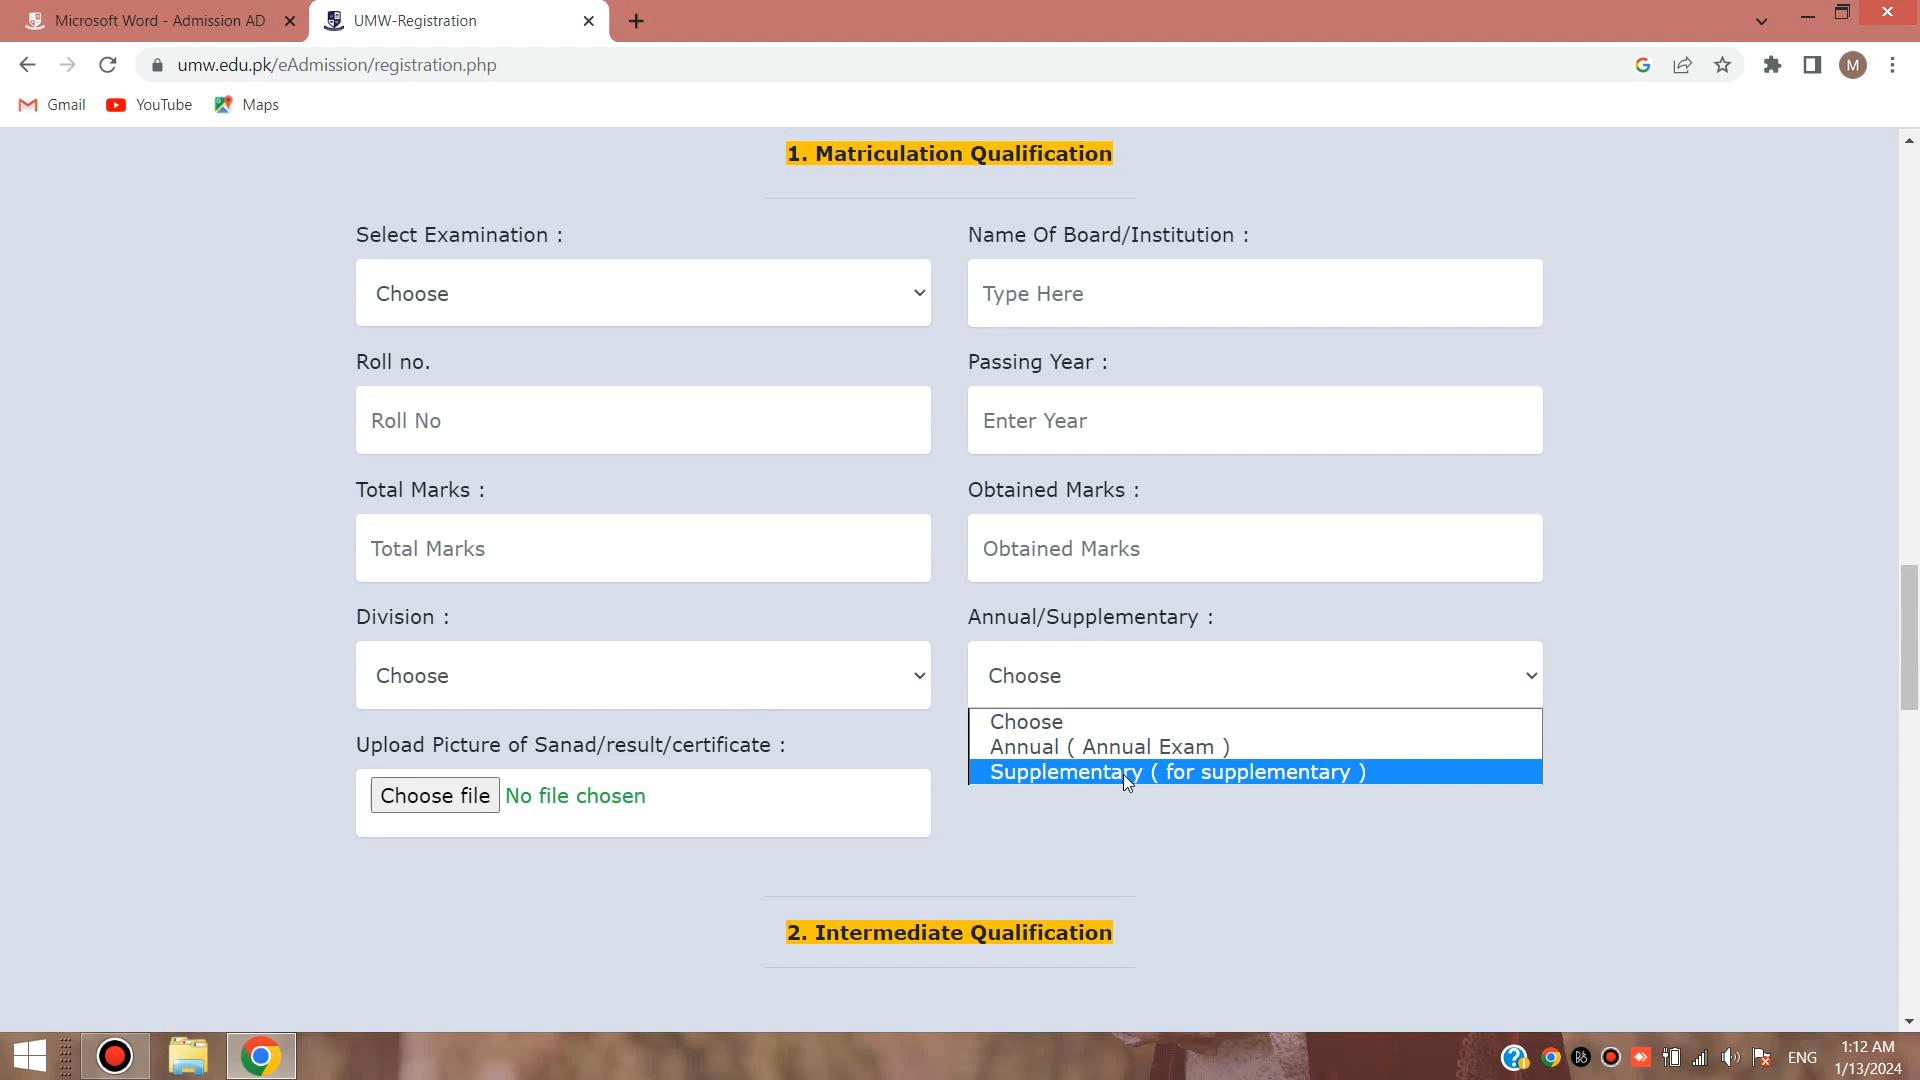 Microsoft Word - Admission AD
UMW-Registration
umw.edu.pk/eAdmission/registration.php
M
Gmail
YouTube
Maps
1. Matriculation Qualification
Select Examination :
Name Of Board/Institution :
Choose
Type Here
Roll no.
Passing Year :
Roll No
Enter Year
Total Marks :
Obtained Marks :
Total Marks
Obtained Marks
Division :
Annual/Supplementary :
Choose
Choose
Choose
Annual ( Annual Exam )
Supplementary ( for supplementary )
Upload Picture of Sanad/result/certificate :
Choose file No file chosen
2. Intermediate Qualification
ENG
1:12 AM
1/13/2024